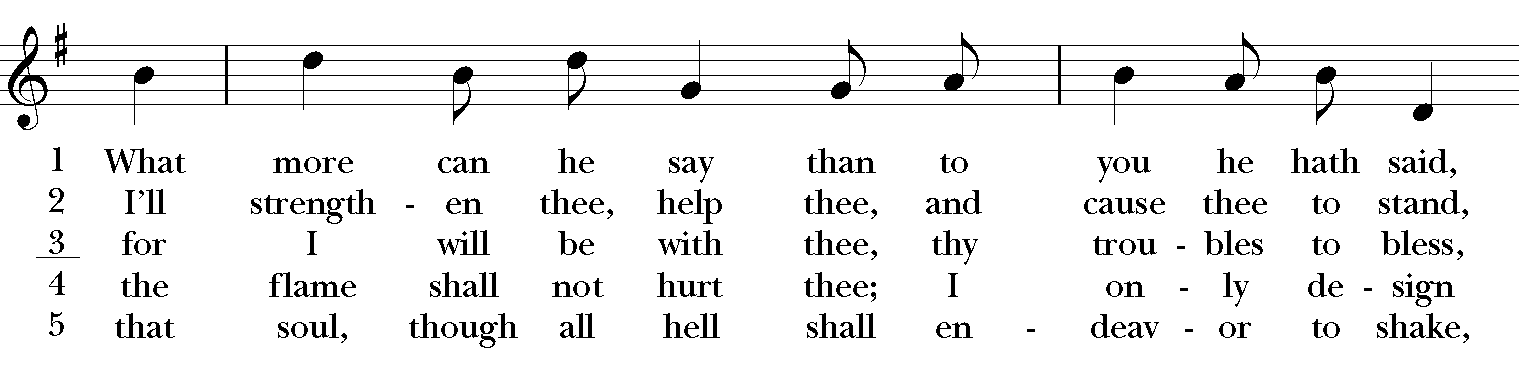 1 What more can he say than to you he hath said,
2 I’ll strength - en thee, help thee, and cause thee to stand,
3 for I will be with thee, thy trou - bles to bless,
4 the flame shall not hurt thee; I on - ly de - sign
5 that soul, though all hell shall en - deav - or to shake,